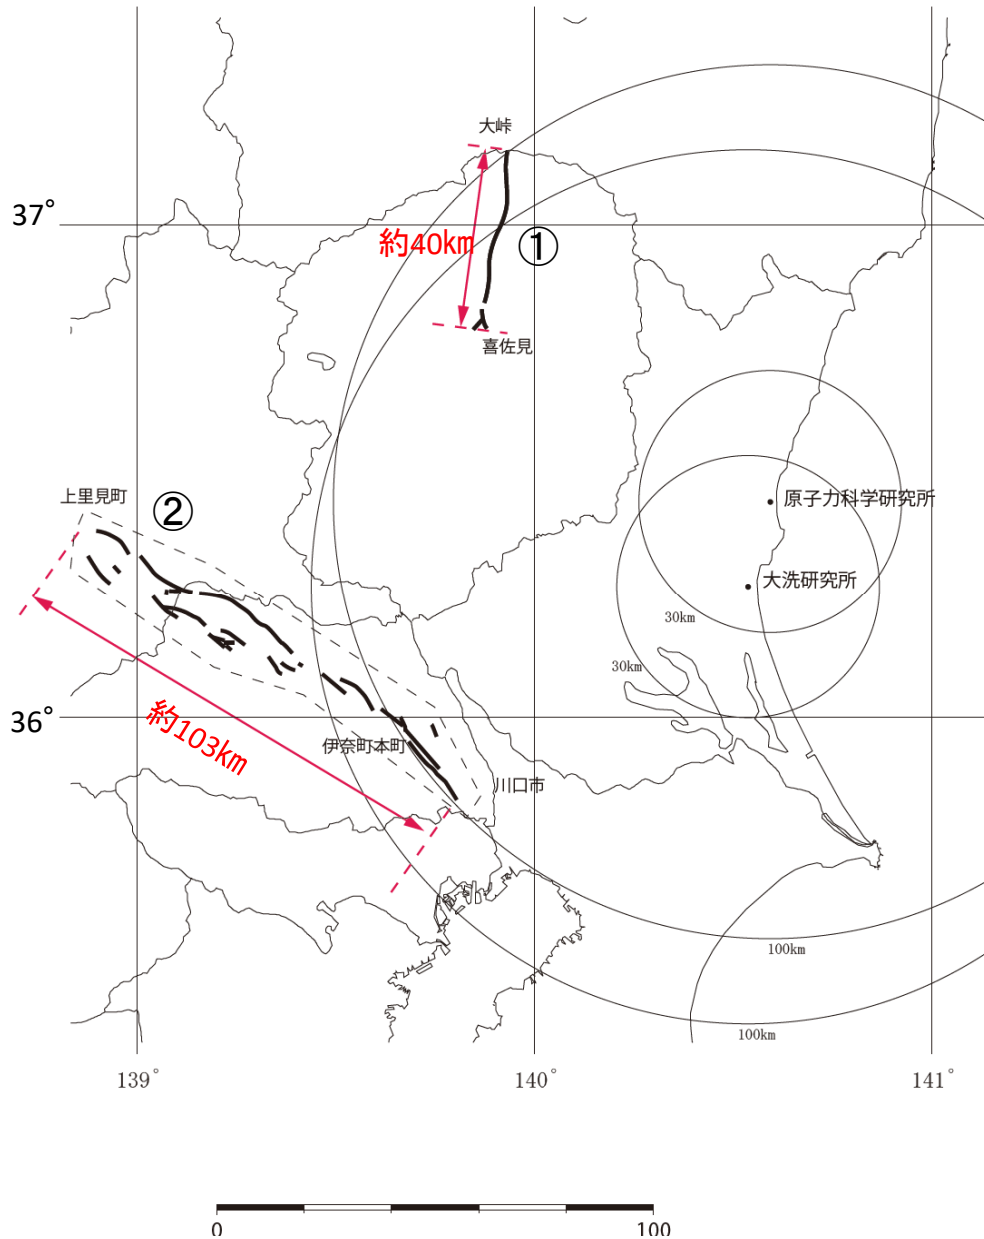 大峠
37°
約40㎞
①
喜佐見
上里見町
②
原子力科学研究所
大洗研究所
30km
30km
36°
約103㎞
伊奈町本町
川口市
100km
100km
139°
140°
141°
0
100